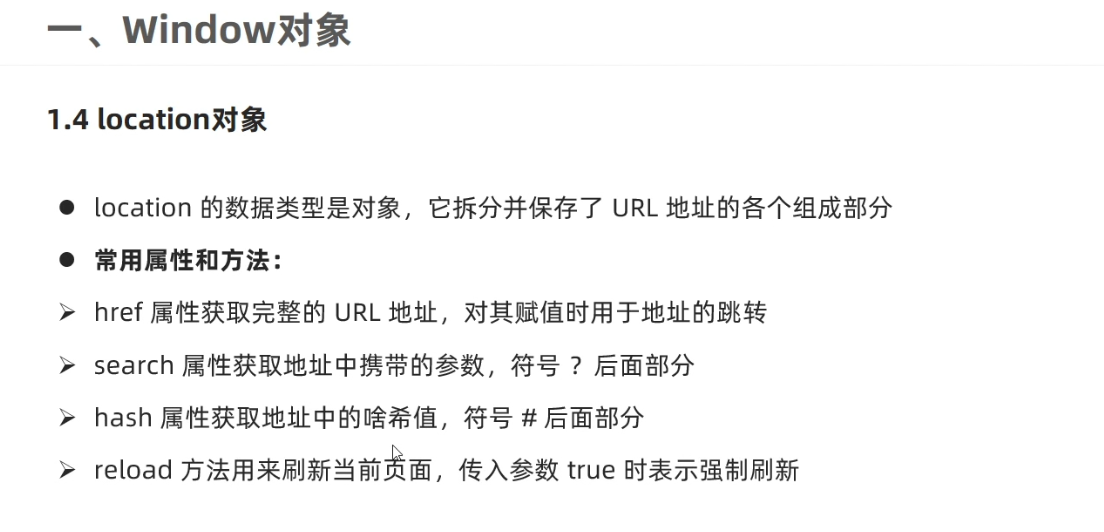 一、Window对象
1.4 location对象
● location 的数据类型是对象，它拆分并保存了 URL 地址的各个组成部分
● 常用属性和方法：
➢ href 属性获取完整的 URL 地址，对其赋值时用于地址的跳转
➢ search 属性获取地址中携带的参数，符号 ？后面部分
➢ hash 属性获取地址中的啥希值，符号 # 后面部分
➢ reload 方法用来刷新当前页面，传入参数 true 时表示强制刷新